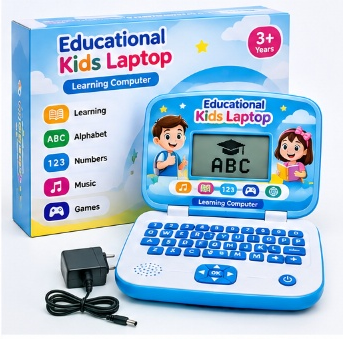 Educational
Kids Laptop
Learning Computer
3+
Years
Learning
ABC
Alphabet
123
Numbers
Music
Games
Educational
Kids Laptop
ABC
123
Learning Computer
OK